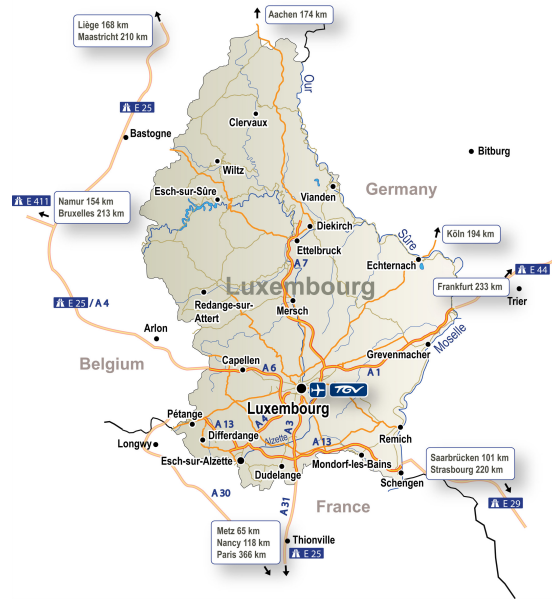 Liège 168 km
Maastricht 210 km
Aachen 174 km
Our
E 25
Clervaux
Bastogne
Bitburg
Wiltz
Germany
Esch-sur-Sûre
Vianden
E 411
Namur 154 km
Bruxelles 213 km
Diekirch
Sûre
Köln 194 km
Ettelbruck
A 7
Echternach
E 44
Luxembourg
Frankfurt 233 km
E 25 / A 4
Redange-sur-
Attert
Mersch
Trier
Arlon
Moselle
Belgium
Capellen
A 6
Grevenmacher
A 1
TGV
Luxembourg
Pétange
A 13
A 4
A 3
Differdange
Alzette
A 13
Remich
Longwy
Esch-sur-Alzette
Mondorf-les-Bains
Saarbrücken 101 km
Strasbourg 220 km
Dudelange
Schengen
A 30
A 31
France
E 29
Metz 65 km
Nancy 118 km
Paris 366 km
Thionville
E 25